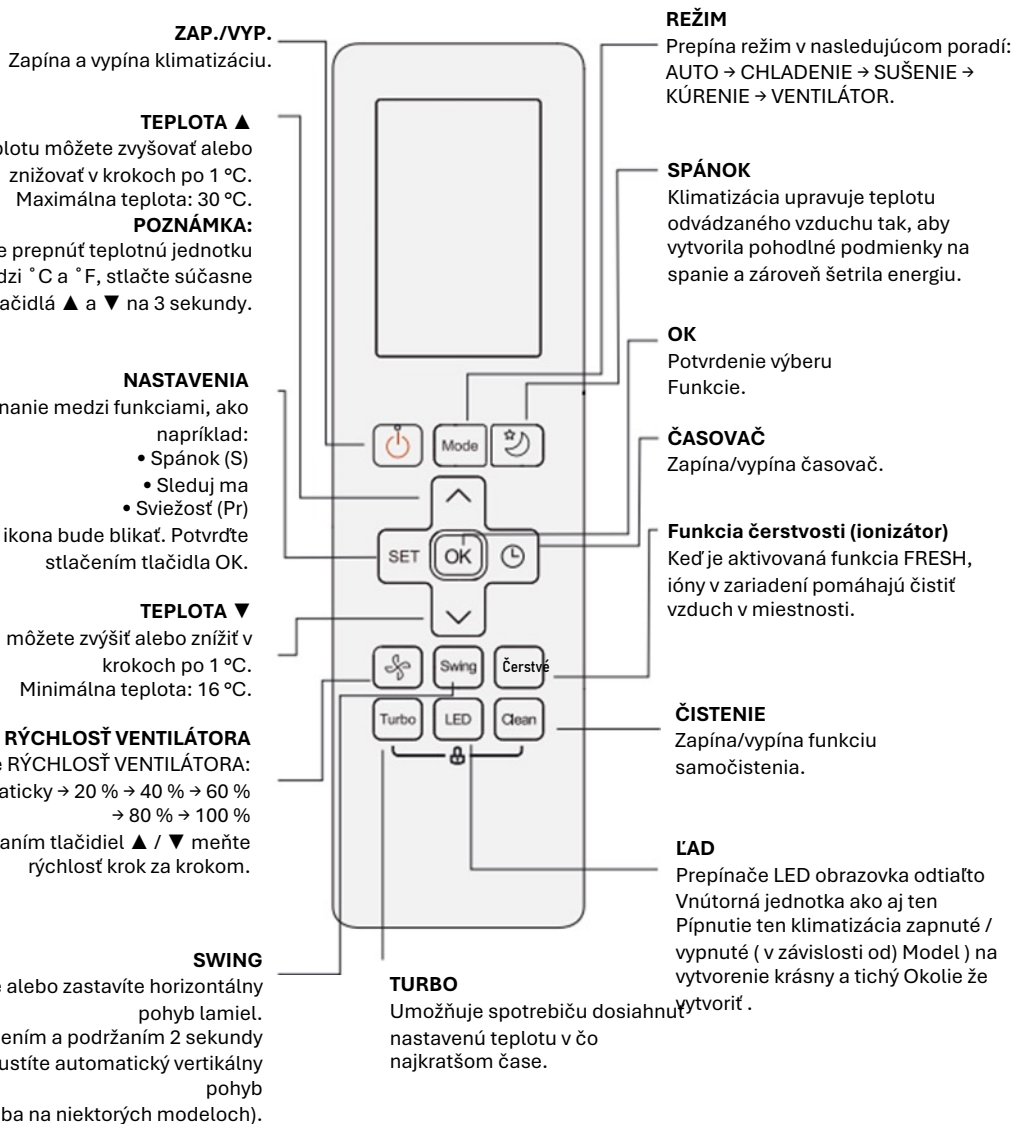 ZAP./VYP.
Zapína a vypína klimatizáciu.
TEPLOTA ▲
môžete zvyšovať alebo
znižovať v krokoch po 1 °C.
Maximálna teplota: 30 °C.
POZNÁMKA:
prepnúť teplotnú jednotku
˚C a ˚F, stlačte súčasne
▲ a ▼ na 3 sekundy.
NASTAVENIA
medzi funkciami, ako
napríklad:
• Spánok (S)
• Sleduj ma
• Sviežosť (Pr)
ikona bude blikať. Potvrďte
stlačením tlačidla OK.
TEPLOTA ▼
môžete zvýšiť alebo znížiť v
krokoch po 1 °C.
Minimálna teplota: 16 °C.
RÝCHLOSŤ VENTILÁTORA
RÝCHLOSŤ VENTILÁTORA:
→ 20 % → 40 % → 60 %
→ 80 % → 100 %
tlačidiel ▲ / ▼ meňte
rýchlosť krok za krokom.
SWING
alebo zastavíte horizontálny
pohyb lamiel.
a podržaním 2 sekundy
automatický vertikálny
pohyb
na niektorých modeloch).
Mode
SET
OK
Swing
Čerstvé
Turbo
LED
Clean
TURBO
Umožňuje spotrebiču dosiahnuť
nastavenú teplotu v čo
najkratšom čase.
REŽIM
Prepína režim v nasledujúcom poradí:
AUTO → CHLADENIE → SUŠENIE →
KÚRENIE → VENTILÁTOR.
SPÁNOK
Klimatizácia upravuje teplotu
odvádzaného vzduchu tak, aby
vytvorila pohodlné podmienky na
spanie a zároveň šetrila energiu.
OK
Potvrdenie výberu
Funkcie.
ČASOVAČ
Zapína/vypína časovač.
Funkcia čerstvosti (ionizátor)
Keď je aktivovaná funkcia FRESH,
ióny v zariadení pomáhajú čistiť
vzduch v miestnosti.
ČISTENIE
Zapína/vypína funkciu
samočistenia.
ĽAD
Prepínače LED obrazovka odtiaľto
Vnútorná jednotka ako aj ten
Pípnutie ten klimatizácia zapnuté /
vypnuté ( v závislosti od) Model ) na
vytvorenie krásny a tichý Okolie že
vytvoriť .